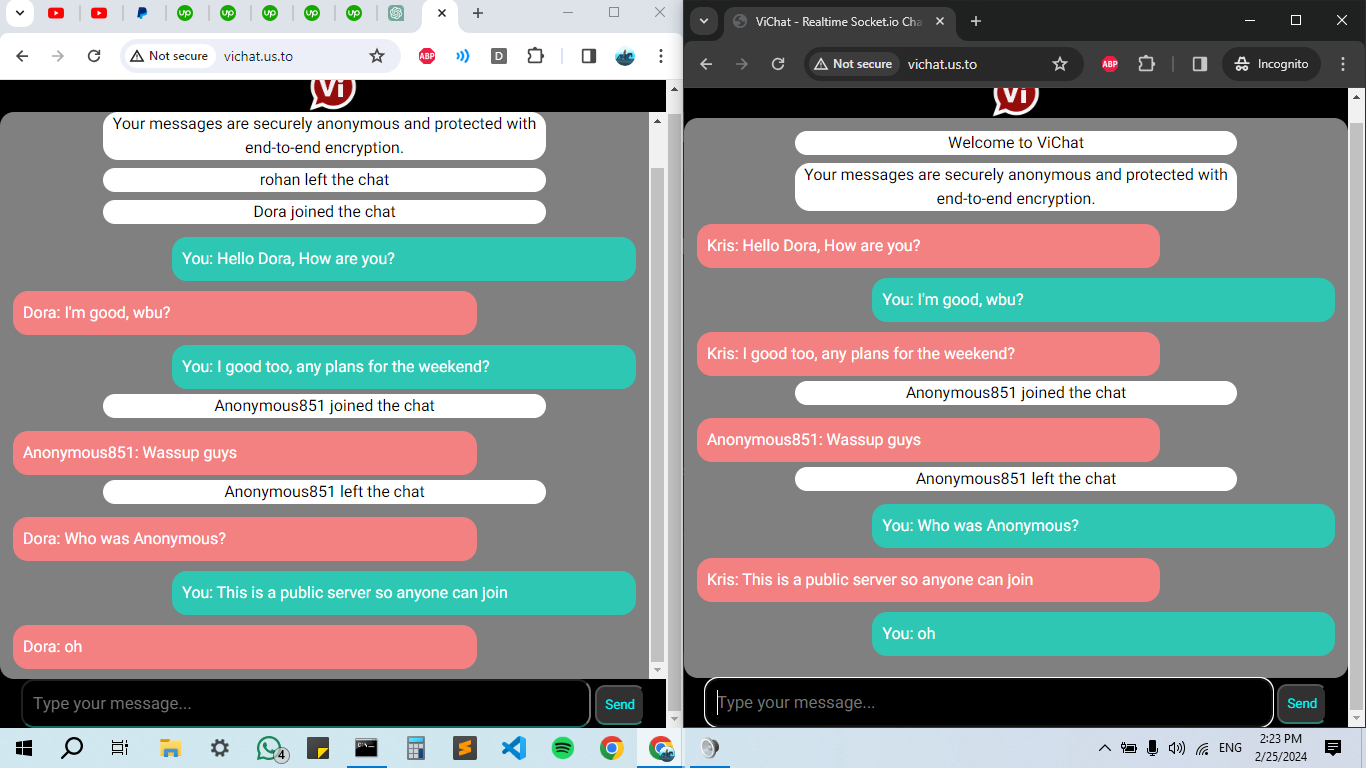 Not secure
vichat.us.to
ABP
D
Vi
Your messages are securely anonymous and protected with
end-to-end encryption.
rohan left the chat
Dora joined the chat
You: Hello Dora, How are you?
Dora: I'm good, wbu?
You: I good too, any plans for the weekend?
Anonymous851 joined the chat
Anonymous851: Wassup guys
Anonymous851 left the chat
Dora: Who was Anonymous?
You: This is a public server so anyone can join
Dora: oh
Type your message...
Send
ViChat - Realtime Socket.io Cha
Not secure
vichat.us.to
ABP
Incognito
Vi
Welcome to ViChat
Your messages are securely anonymous and protected with
end-to-end encryption.
Kris: Hello Dora, How are you?
You: I'm good, wbu?
Kris: I good too, any plans for the weekend?
Anonymous851 joined the chat
Anonymous851: Wassup guys
Anonymous851 left the chat
You: Who was Anonymous?
Kris: This is a public server so anyone can join
You: oh
Type your message...
Send
4
ENG
2:23 PM
2/25/2024